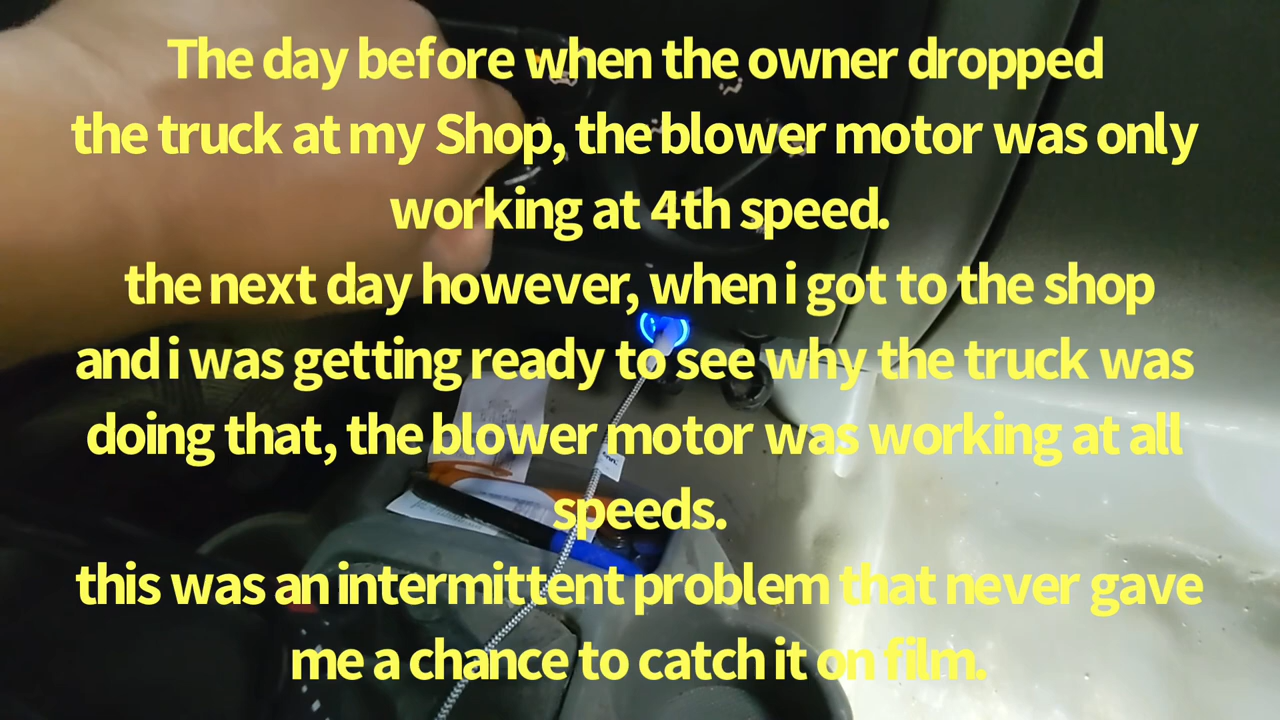 The day before when the owner dropped
the truck at my Shop, the blower motor was only
working at 4th speed.
the next day however, when i got to the shop
and i was getting ready to see why the truck was
doing that, the blower motor was working at all
speeds.
this was an intermittent problem that never gave
me a chance to catch it on film.